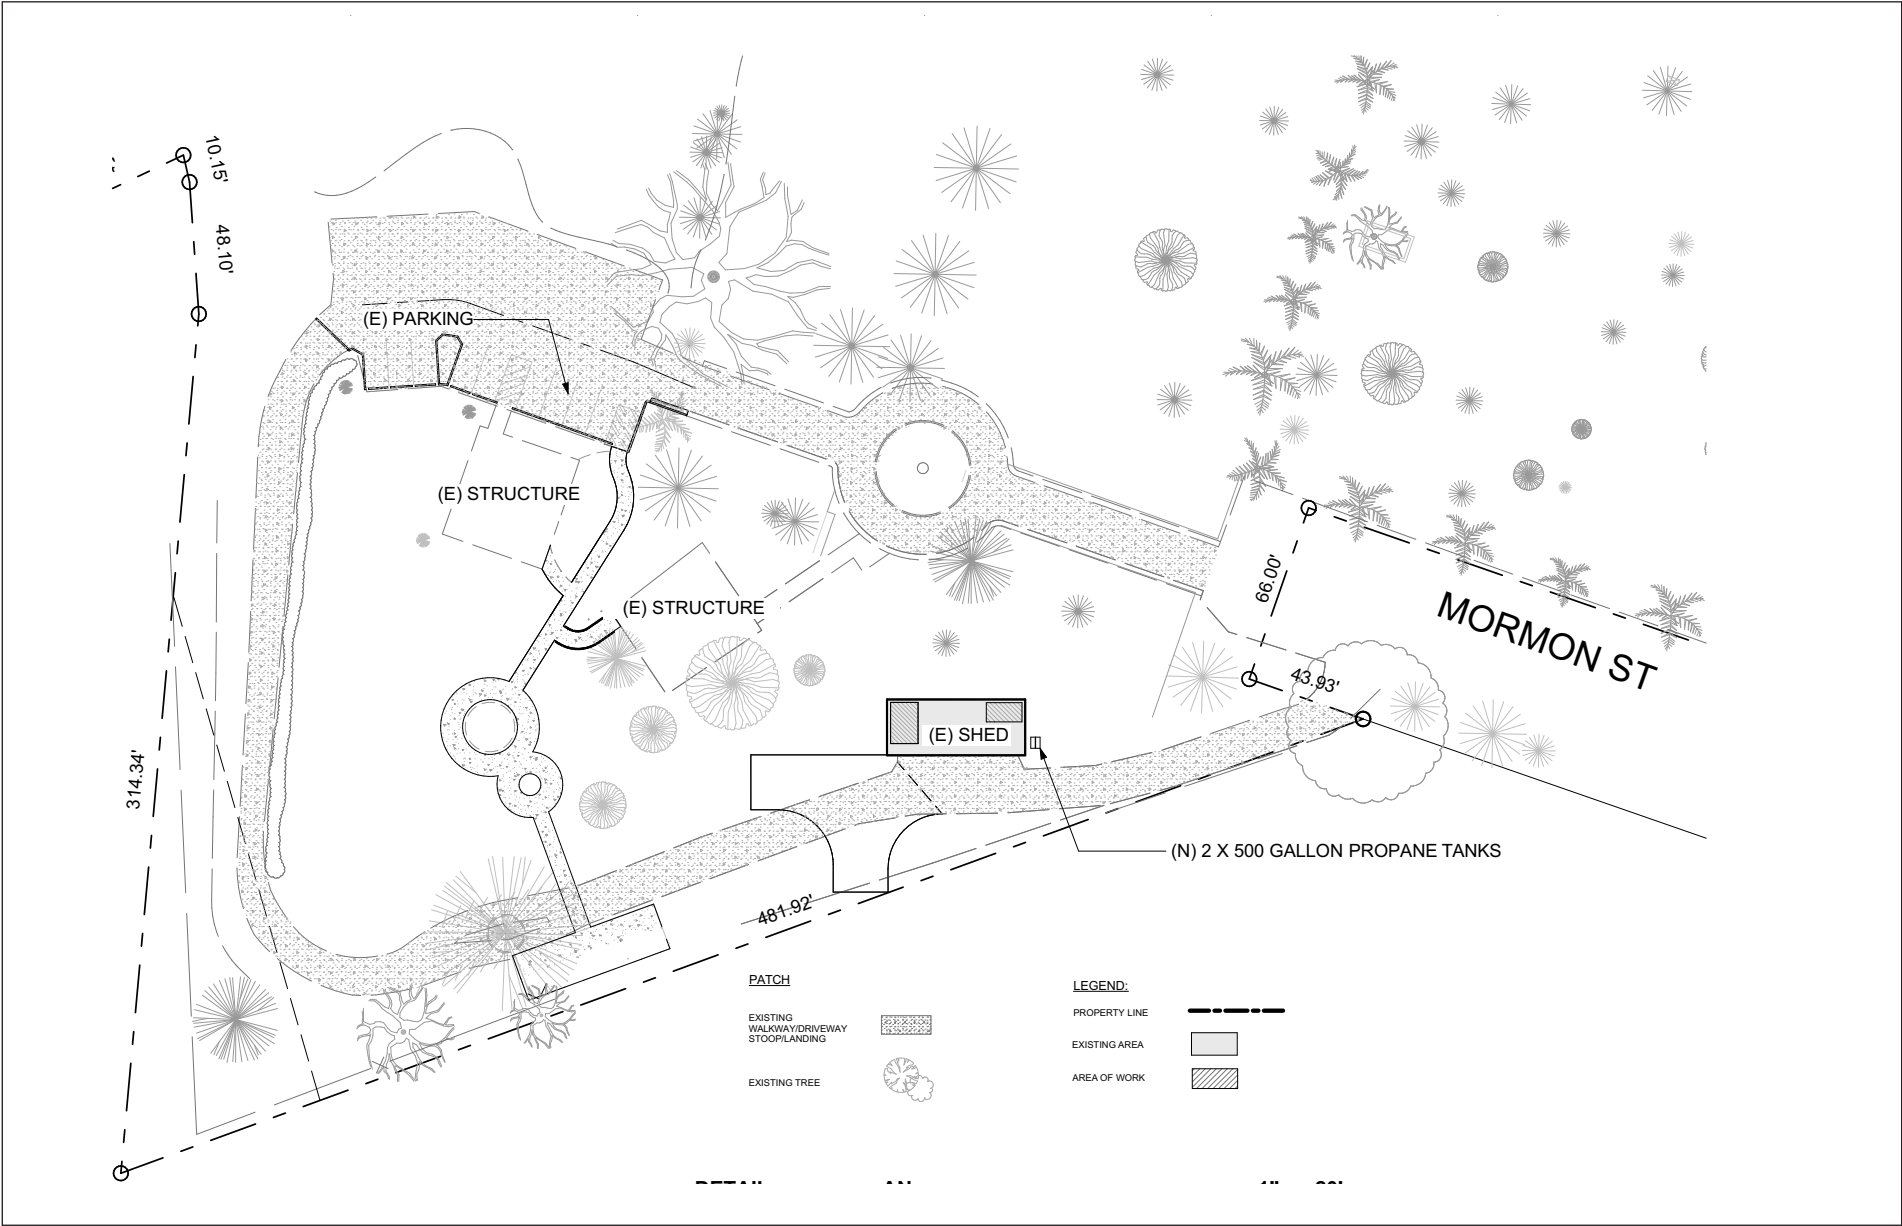 10.15'
48.10'
(E) PARKING
(E) STRUCTURE
66.00'
(E) STRUCTURE
MORMON ST
43.93'
(E) SHED
314.34'
(N) 2 X 500 GALLON PROPANE TANKS
481.92'
PATCH
EXISTING
WALKWAY/DRIVEWAY
STOOP/LANDING
EXISTING TREE
LEGEND:
PROPERTY LINE
EXISTING AREA
AREA OF WORK